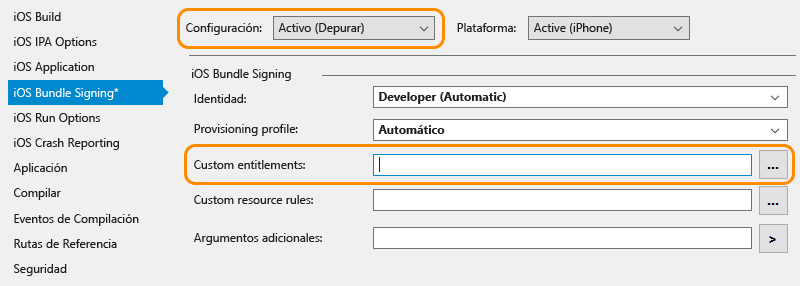 iOS Build
iOS IPA Options
iOS Application
iOS Bundle Signing*
iOS Run Options
iOS Crash Reporting
Aplicación
Compilar
Eventos de Compilación
Rutas de Referencia
Seguridad
Configuración: Activo (Depurar) Plataforma: Active (iPhone)
iOS Bundle Signing
Identidad: Developer (Automatic)
Provisioning profile: Automático
Custom entitlements: ...
Custom resource rules: ...
Argumentos adicionales: >